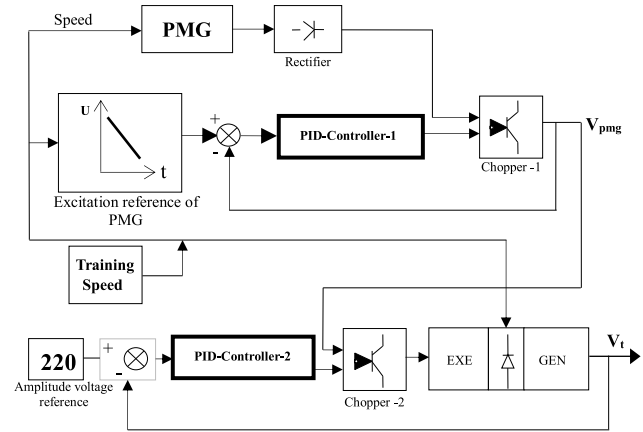 Speed
PMG
Rectifier
U
t
+
-
PID-Controller-1
Chopper -1
V pmg
Excitation reference of
PMG
Training
Speed
220
+
-
PID-Controller-2
Chopper -2
EXE
GEN
V t
Amplitude voltage
reference